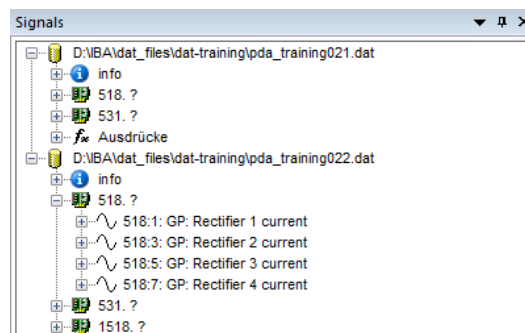 Signals
D:\IBA\dat_files\dat-training\pda_training021.dat
info
518. ?
531. ?
fx Ausdrücke
D:\IBA\dat_files\dat-training\pda_training022.dat
info
518. ?
518:1: GP: Rectifier 1 current
518:3: GP: Rectifier 2 current
518:5: GP: Rectifier 3 current
518:7: GP: Rectifier 4 current
531. ?
1518. ?